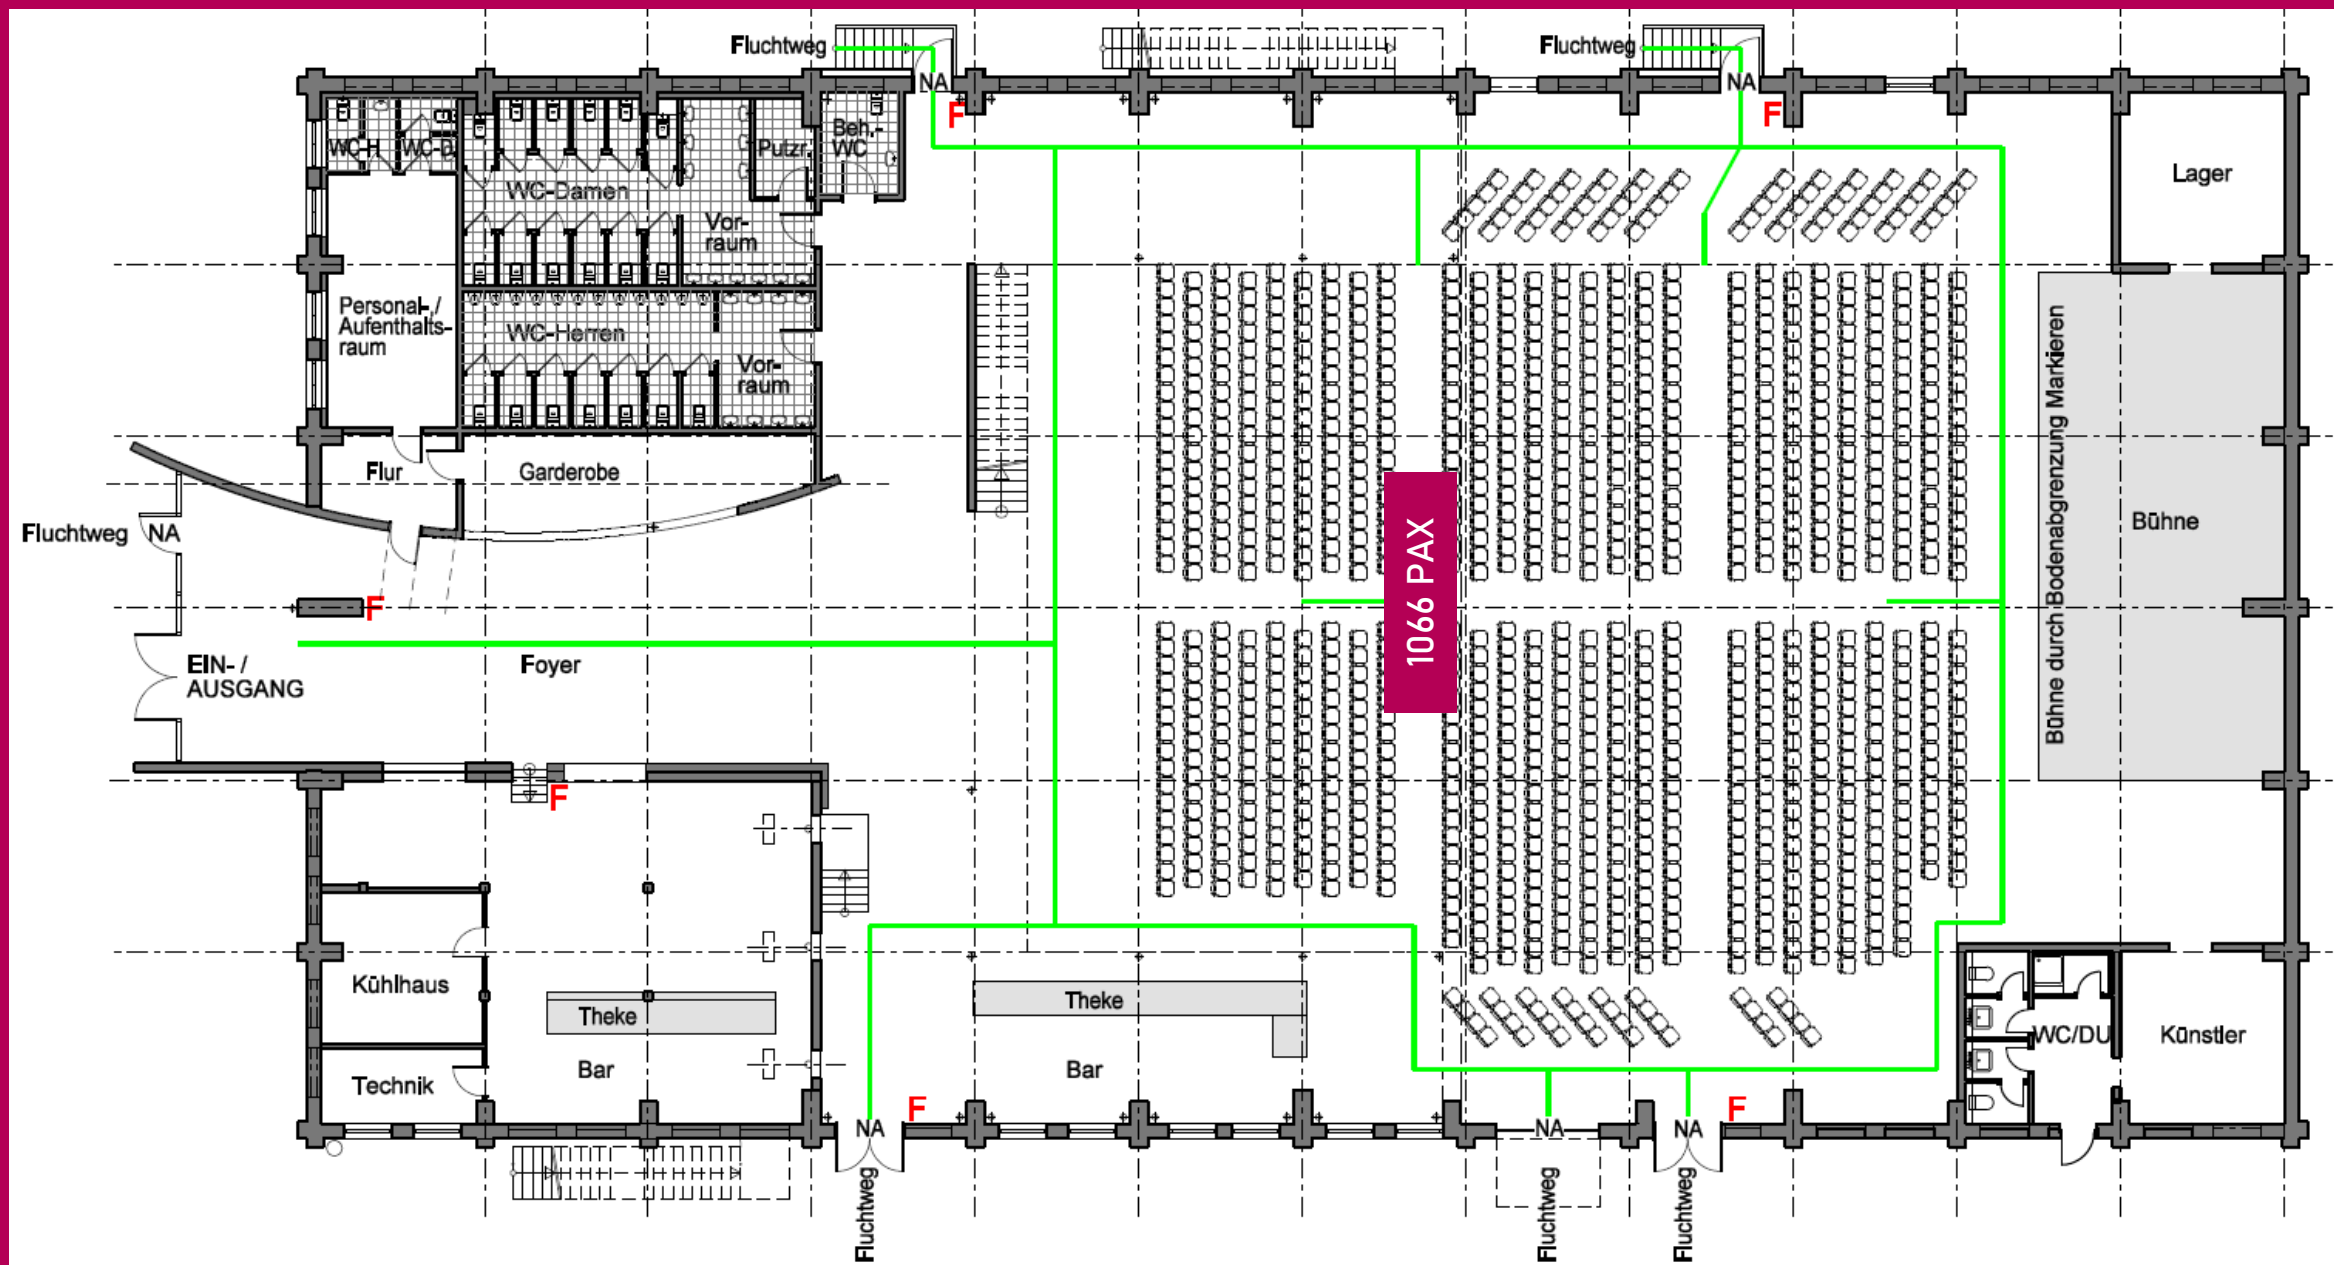 Fluchtweg
Fluchtweg
NA
NA
F
F
WC-H
WC-D
Putzr.
Beh.-
WC
WC-Damen
Vor-
raum
Lager
Personal-/
Aufenthalts-
raum
WC-Herren
Vor-
raum
Bühne durch Bodenabgrenzung Markieren
Flur
Garderobe
Fluchtweg
NA
Bühne
1066 PAX
F
EIN- /
AUSGANG
Foyer
F
Kühlhaus
Theke
Theke
Bar
Bar
Technik
WC/DU
Künstler
F
F
NA
NA
NA
Fluchtweg
Fluchtweg
Fluchtweg